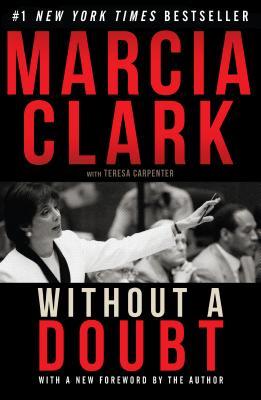 #1 NEW YORK TIMES BESTSELLER
MARCIA
CLARK
WITH TERESA CARPENTER
WITHOUT A
DOUBT
WITH A NEW FOREWORD BY THE AUTHOR